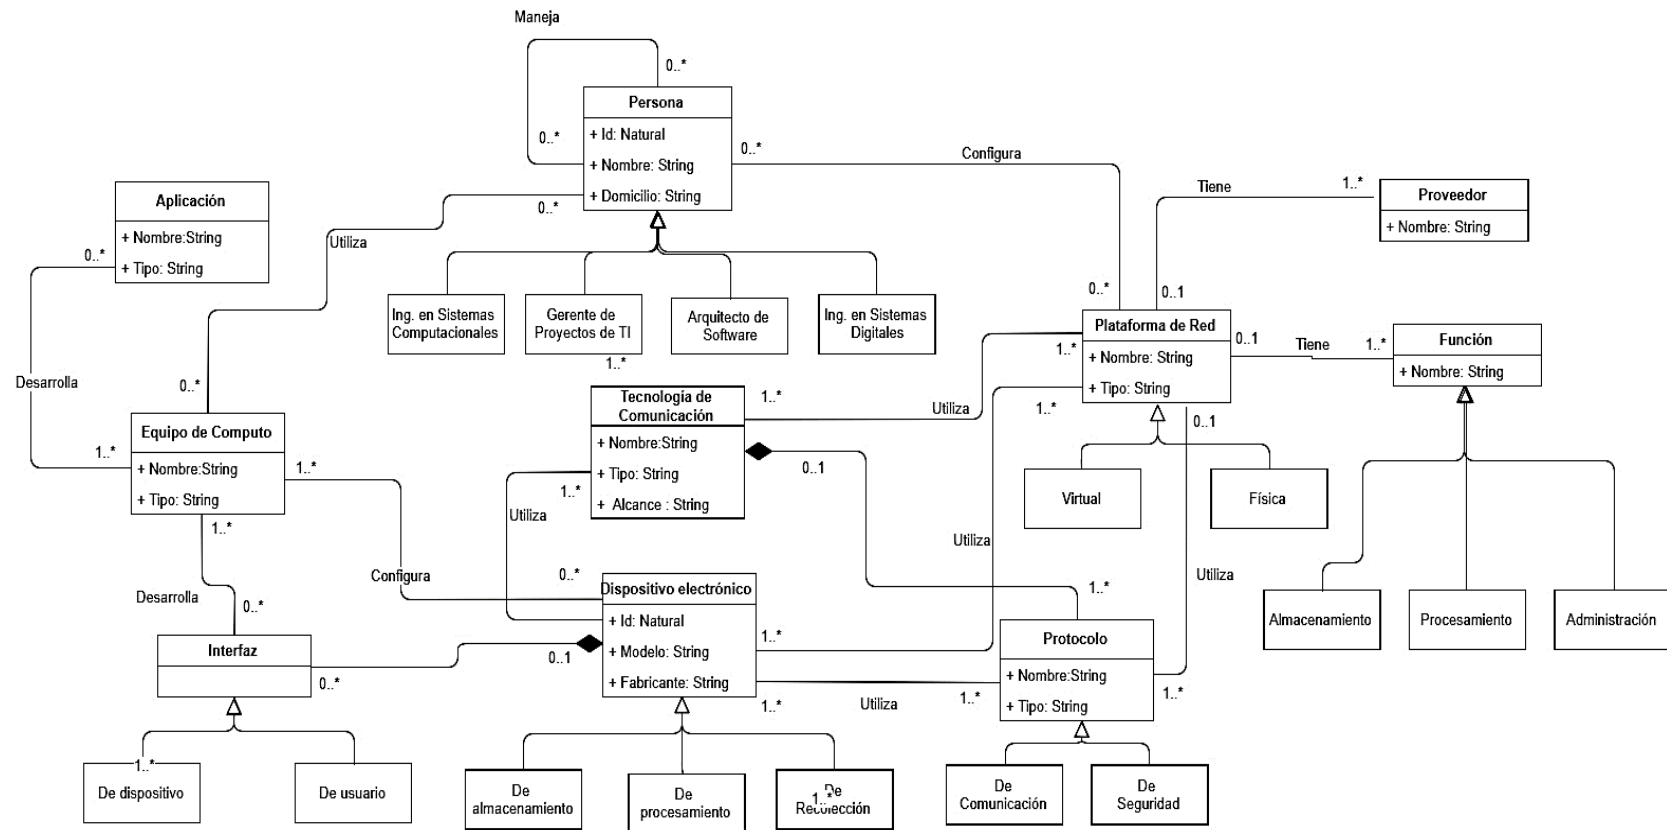 Maneja
0..*
Persona
+ Id: Natural
+ Nombre: String
+ Domicilio: String
0..*
0..*
0..*
Configura
Utiliza
Aplicación
+ Nombre:String
+ Tipo: String
0..*
Tiene
1..*
Proveedor
+ Nombre: String
Ing. en Sistemas
Computacionales
Gerente de
Proyectos de TI
Arquitecto de
Software
Ing. en Sistemas
Digitales
1..*
0..*
0..1
Plataforma de Red
+ Nombre: String
+ Tipo: String
1..*
1..*
0..1
0..1
Tiene
1..*
Función
+ Nombre: String
Desarrolla
0..*
Equipo de Computo
+ Nombre:String
+ Tipo: String
1..*
1..*
1..*
Tecnología de
Comunicación
+ Nombre:String
+ Tipo: String
+ Alcance : String
1..*
Utiliza
0..1
1..*
Utiliza
Virtual
Física
Utiliza
Utiliza
Configura
0..*
Dispositivo electrónico
+ Id: Natural
+ Modelo: String
+ Fabricante: String
1..*
0..1
1..*
Utiliza
1..*
1..*
Protocolo
+ Nombre:String
+ Tipo: String
1..*
Almacenamiento
Procesamiento
Administración
Desarrolla
0..*
Interfaz
0..*
1..*
De dispositivo
De usuario
De
almacenamiento
De
procesamiento
De
Recolección
1..*
De
Comunicación
De
Seguridad